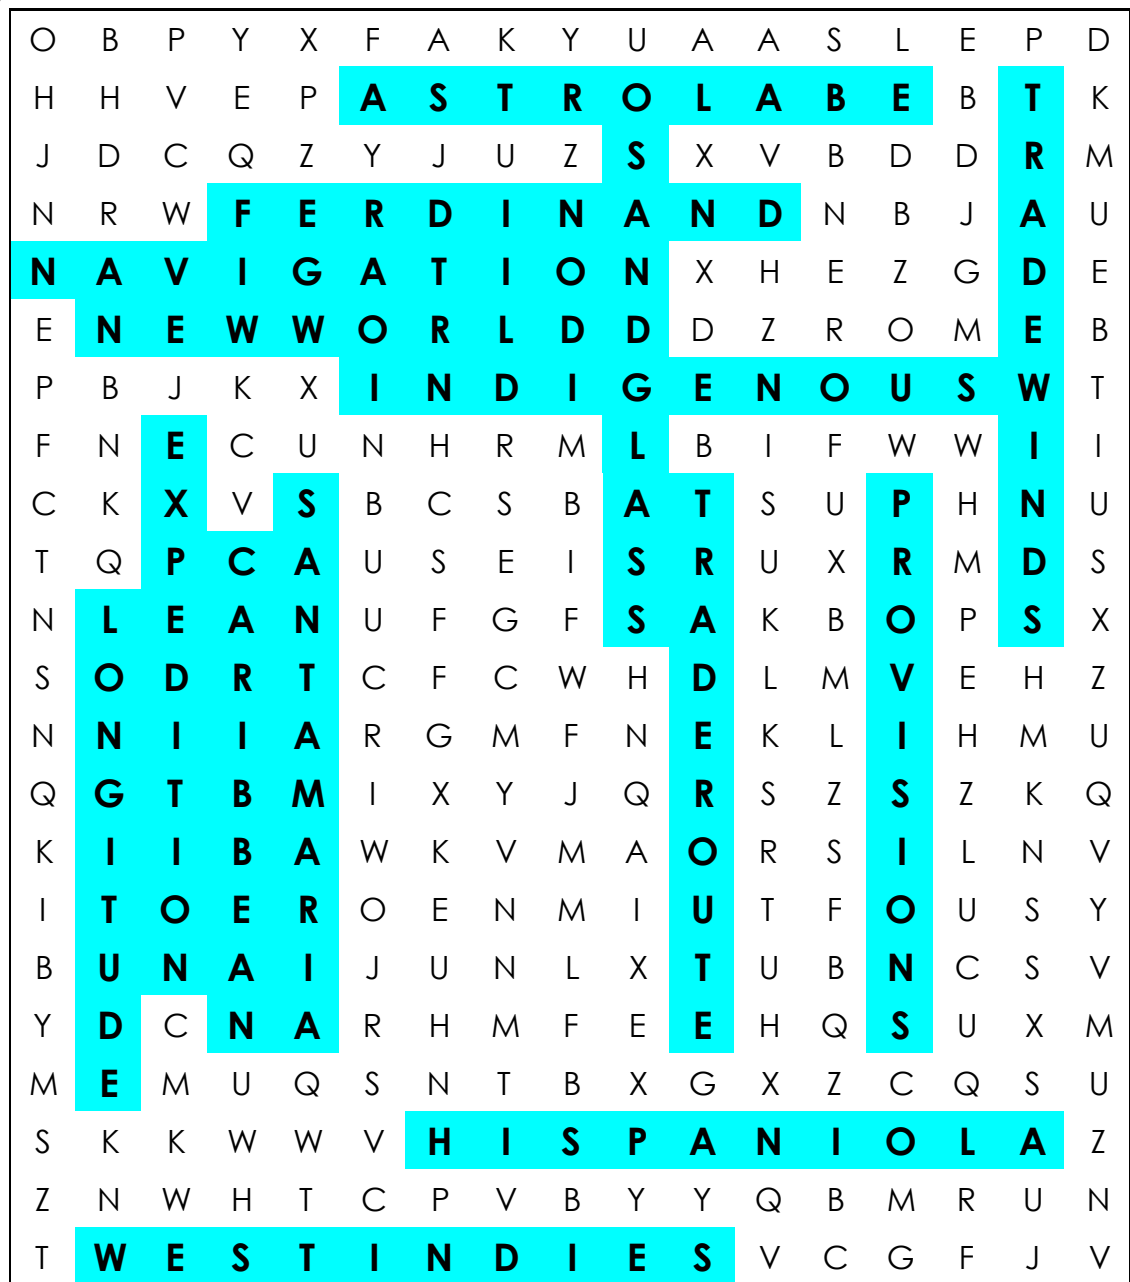 O B P Y X F A K Y U A A S L E P D
H H V E P A S T R O L A B E B T K
J D C Q Z Y J U Z S X V B D D R M
N R W F E R D I N A N D N B J A U
N A V I G A T I O N X H E Z G D E
E N E W W O R L D D D Z R O M E B
P B J K X I N D I G E N O U S W T
F N E C U N H R M L B I F W W I I
C K X V S B C S B A T S U P H N U
T Q P C A U S E I S R U X R M D S
N L E A N U F G F S A K B O P S X
S O D R T C F C W H D L M V E H Z
N N I I A R G M F N E K L I H M U
Q G T B M I X Y J Q R S Z S Z K Q
K I I B A W K V M A O R S I L N V
I T O E R O E N M I U T F O U S Y
B U N A I J U N L X T U B N C S V
Y D C N A R H M F E E H Q S U X M
M E M U Q S N T B X G X Z C Q S U
S K K W W V H I S P A N I O L A Z
Z N W H T C P V B Y Y Q B M R U N
T W E S T I N D I E S V C G F J V